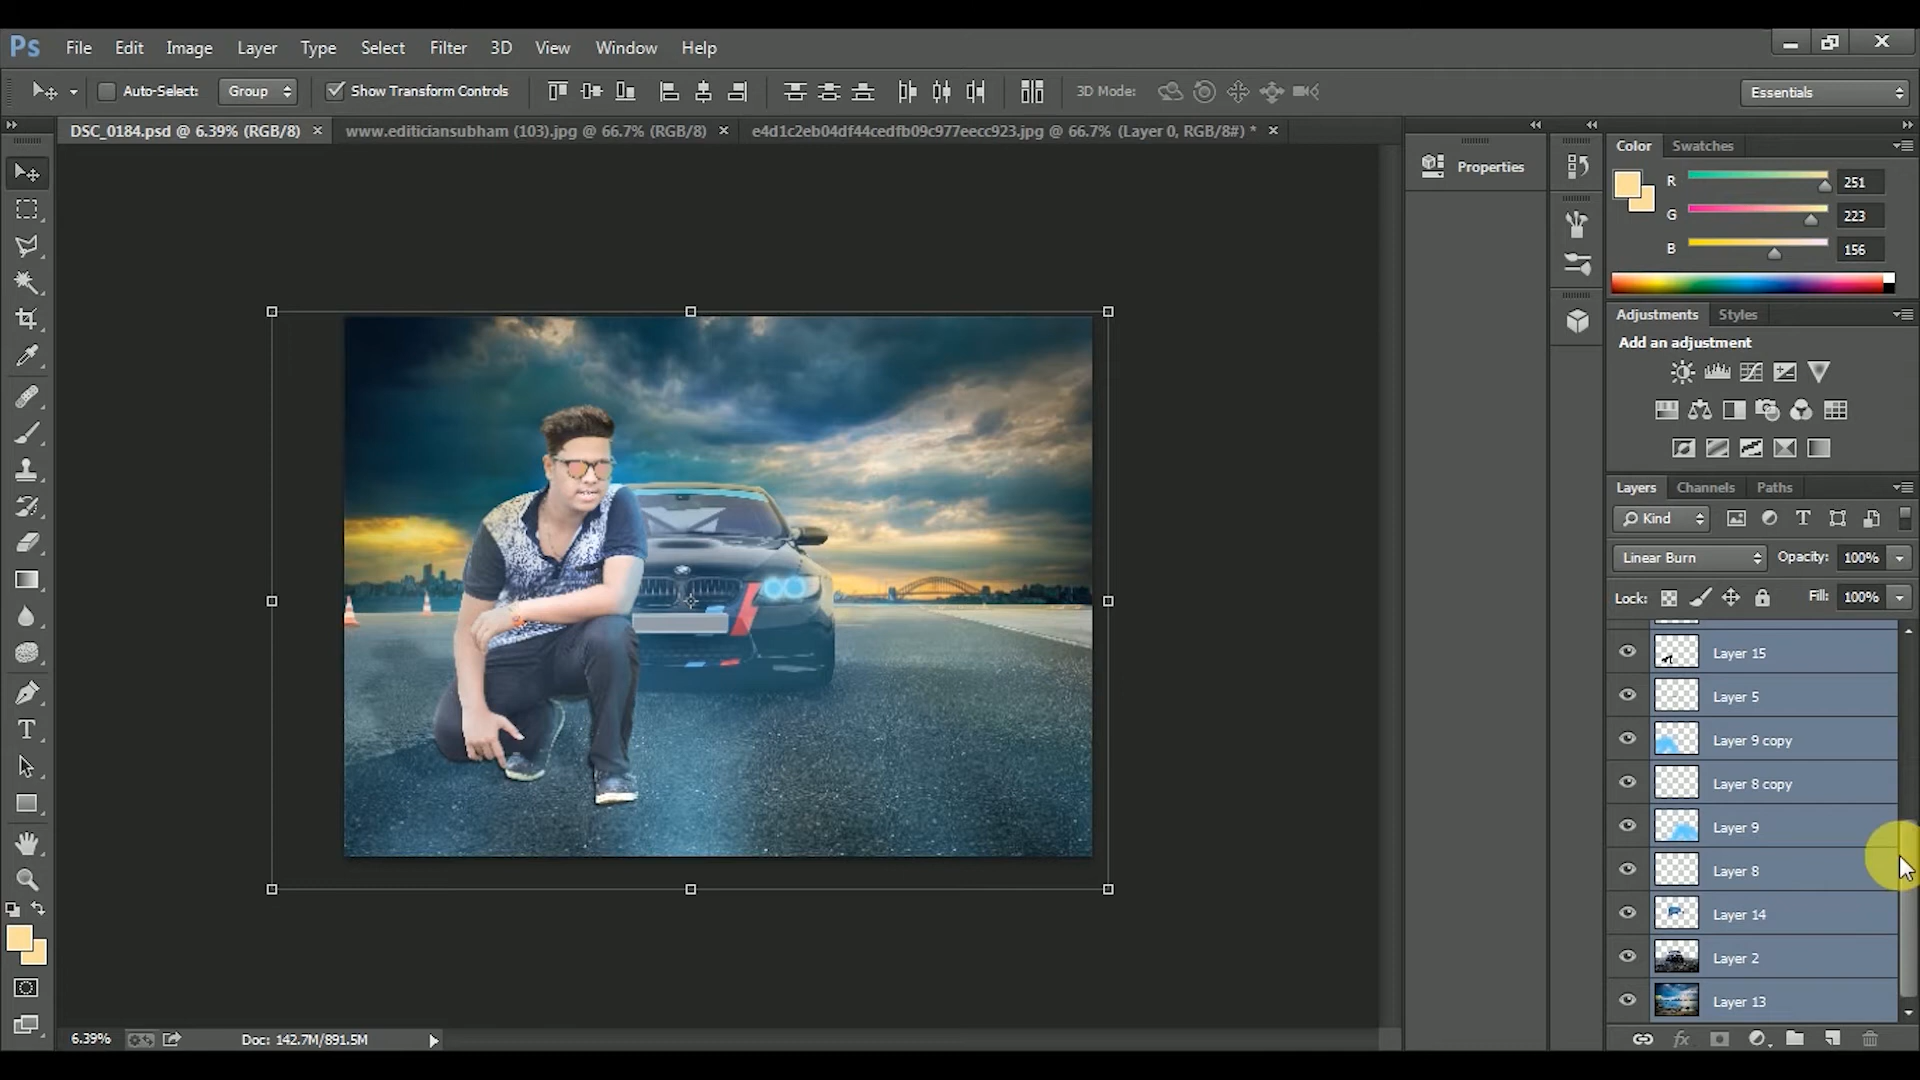 Ps File Edit Image Layer Type Select Filter 3D View Window Help
Auto-Select: Group Show Transform Controls 3D Mode: Essentials
DSC_0184.psd @ 6.39% (RGB/8) × www.editiciansubham (103).jpg @ 66.7% (RGB/8) × e4d1c2eb04df44cedfb09c977eecc923.jpg @ 66.7% (Layer 0, RGB/8#) * ×
Properties
Color Swatches
R 251
G 223
B 156
Adjustments Styles
Add an adjustment
Layers Channels Paths
Kind
Linear Burn Opacity: 100%
Lock: Fill: 100%
Layer 15
Layer 5
Layer 9 copy
Layer 8 copy
Layer 9
Layer 8
Layer 14
Layer 2
Layer 13
6.39% Doc: 142.7M/891.5M